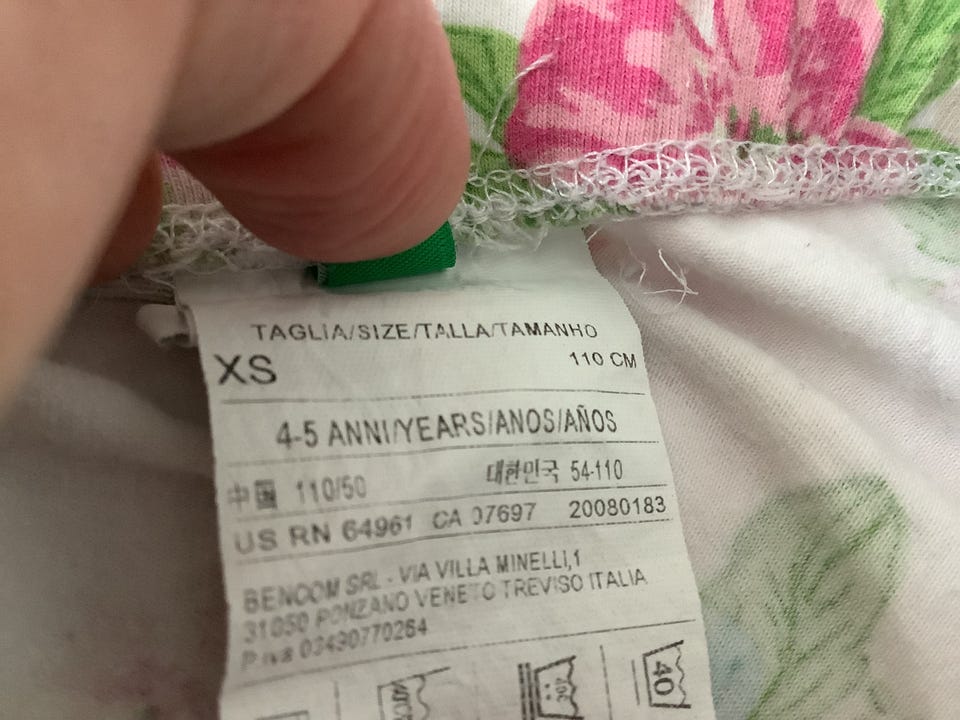 TAGLIA/SIZE/TALLA/TAMANHO
XS 110 CM
4-5 ANNI/YEARS/ANOS/AÑOS
中国 110/50 대한민국 54-110
US RN 64961 CA 07697 20080183
BENCOM SRL - VIA VILLA MINELLI,1
31050 PONZANO VENETO TREVISO ITALIA
P.iva 03490770264
40